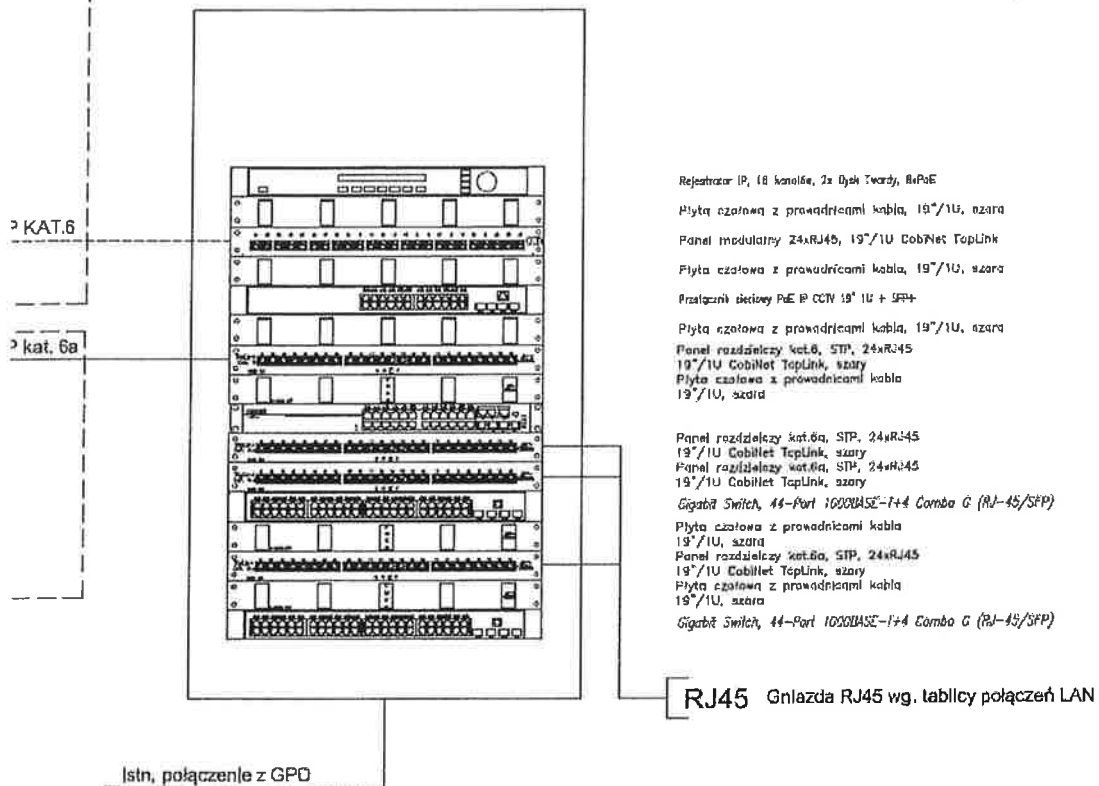 P KAT.6
P kat. 6a
Rejestrator IP, 16 kanałów, 2x Dysk Twardy, 8xPoE
Płyta czołowa z prowadnicami kabla, 19"/1U, szara
Panel modularny 24xRJ45, 19"/1U CobiNet TopLink
Płyta czołowa z prowadnicami kabla, 19"/1U, szara
Przełącznik sieciowy PoE IP CCTV 19" 1U + SFP+
Płyta czołowa z prowadnicami kabla, 19"/1U, szara
Panel rozdzielczy kat.6, STP, 24xRJ45
19"/1U CobiNet TopLink, szary
Płyta czołowa z prowadnicami kabla
19"/1U, szara
Panel rozdzielczy kat.6a, STP, 24xRJ45
19"/1U CobiNet TopLink, szary
Panel rozdzielczy kat.6a, STP, 24xRJ45
19"/1U CobiNet TopLink, szary
Gigabit Switch, 44-Port 1000BASE-T+4 Combo G (RJ-45/SFP)
Płyta czołowa z prowadnicami kabla
19"/1U, szara
Panel rozdzielczy kat.6a, STP, 24xRJ45
19"/1U CobiNet TopLink, szary
Płyta czołowa z prowadnicami kabla
19"/1U, szara
Gigabit Switch, 44-Port 1000BASE-T+4 Combo G (RJ-45/SFP)
RJ45 Gniazda RJ45 wg. tablicy połączeń LAN
Istn. połączenie z GPD